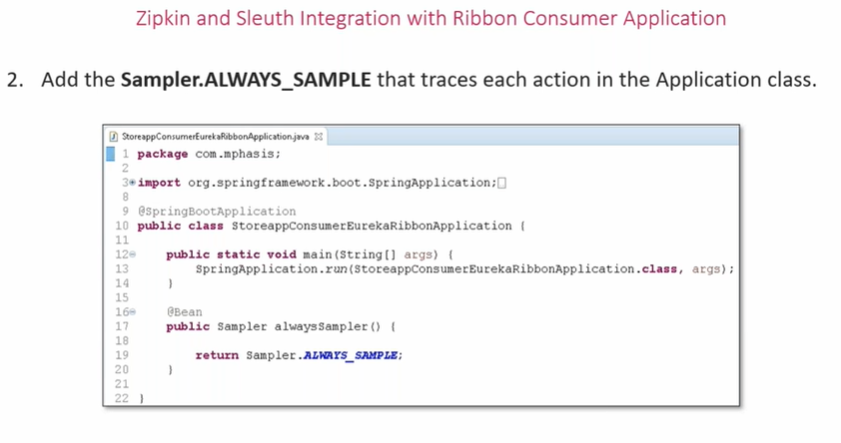 Zipkin and Sleuth Integration with Ribbon Consumer Application
2. Add the Sampler.ALWAYS_SAMPLE that traces each action in the Application class.
StoreappConsumerEurekaRibbonApplication.java
1 package com.mphasis;
2
3 import org.springframework.boot.SpringApplication;
8
9 @SpringBootApplication
10 public class StoreappConsumerEurekaRibbonApplication {
11
12 public static void main(String[] args) {
13 SpringApplication.run(StoreappConsumerEurekaRibbonApplication.class, args);
14 }
15
16 @Bean
17 public Sampler alwaysSampler() {
18
19 return Sampler.ALWAYS_SAMPLE;
20 }
21
22 }